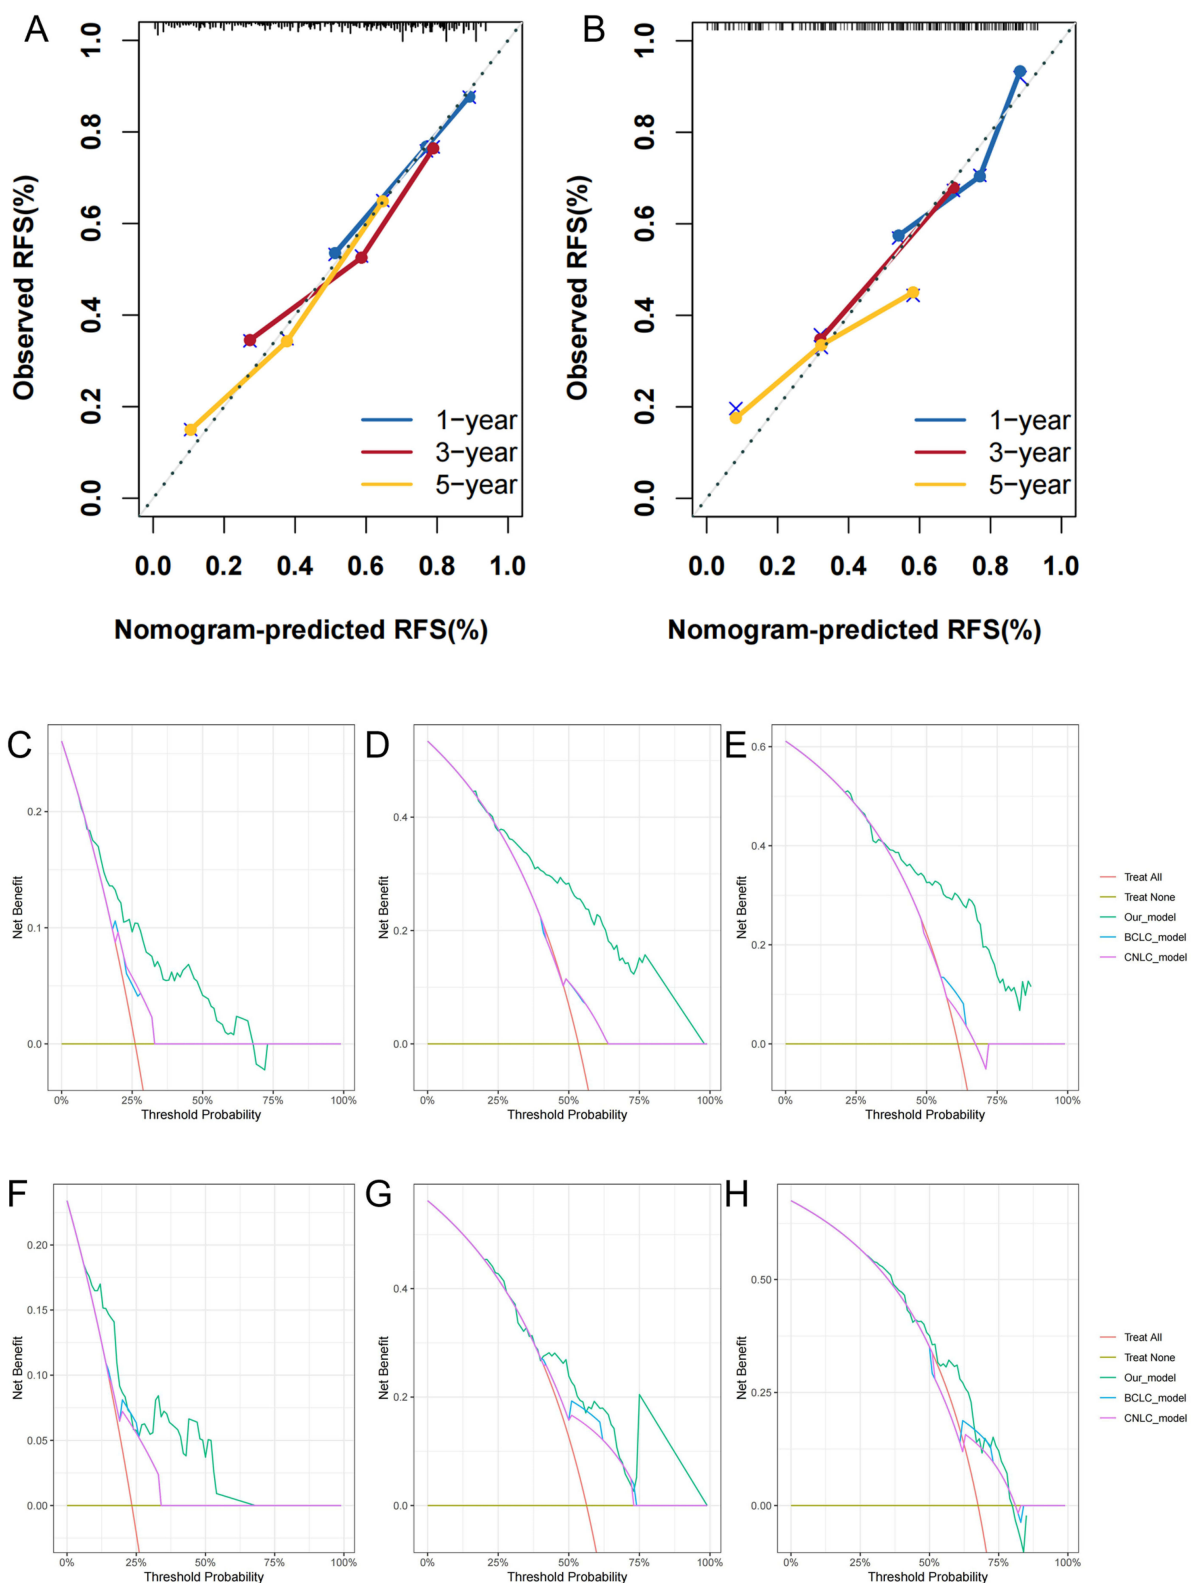 A
B
1.0
0.8
0.6
0.4
0.2
0.0
Observed RFS(%)
1-year
3-year
5-year
0.0 0.2 0.4 0.6 0.8 1.0
Nomogram-predicted RFS(%)
1.0
0.8
0.6
0.4
0.2
0.0
Observed RFS(%)
1-year
3-year
5-year
0.0 0.2 0.4 0.6 0.8 1.0
Nomogram-predicted RFS(%)
C
0.2
0.1
0.0
Net Benefit
0% 25% 50% 75% 100%
Threshold Probability
D
0.4
0.2
0.0
Net Benefit
0% 25% 50% 75% 100%
Threshold Probability
E
0.6
0.4
0.2
0.0
Net Benefit
0% 25% 50% 75% 100%
Threshold Probability
Treat All
Treat None
Our_model
BCLC_model
CNLC_model
F
0.20
0.15
0.10
0.05
0.00
Net Benefit
0% 25% 50% 75% 100%
Threshold Probability
G
0.4
0.2
0.0
Net Benefit
0% 25% 50% 75% 100%
Threshold Probability
H
0.50
0.25
0.00
Net Benefit
0% 25% 50% 75% 100%
Threshold Probability
Treat All
Treat None
Our_model
BCLC_model
CNLC_model